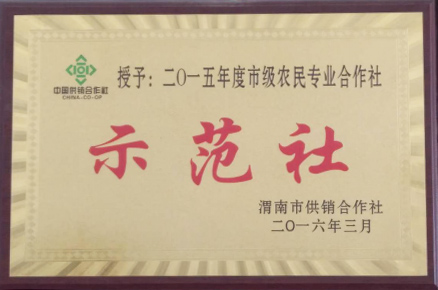 中国供销合作社
CHINA-CO-OP
授予：二〇一五年度市级农民专业合作社
示范社
渭南市供销合作社
二〇一六年三月